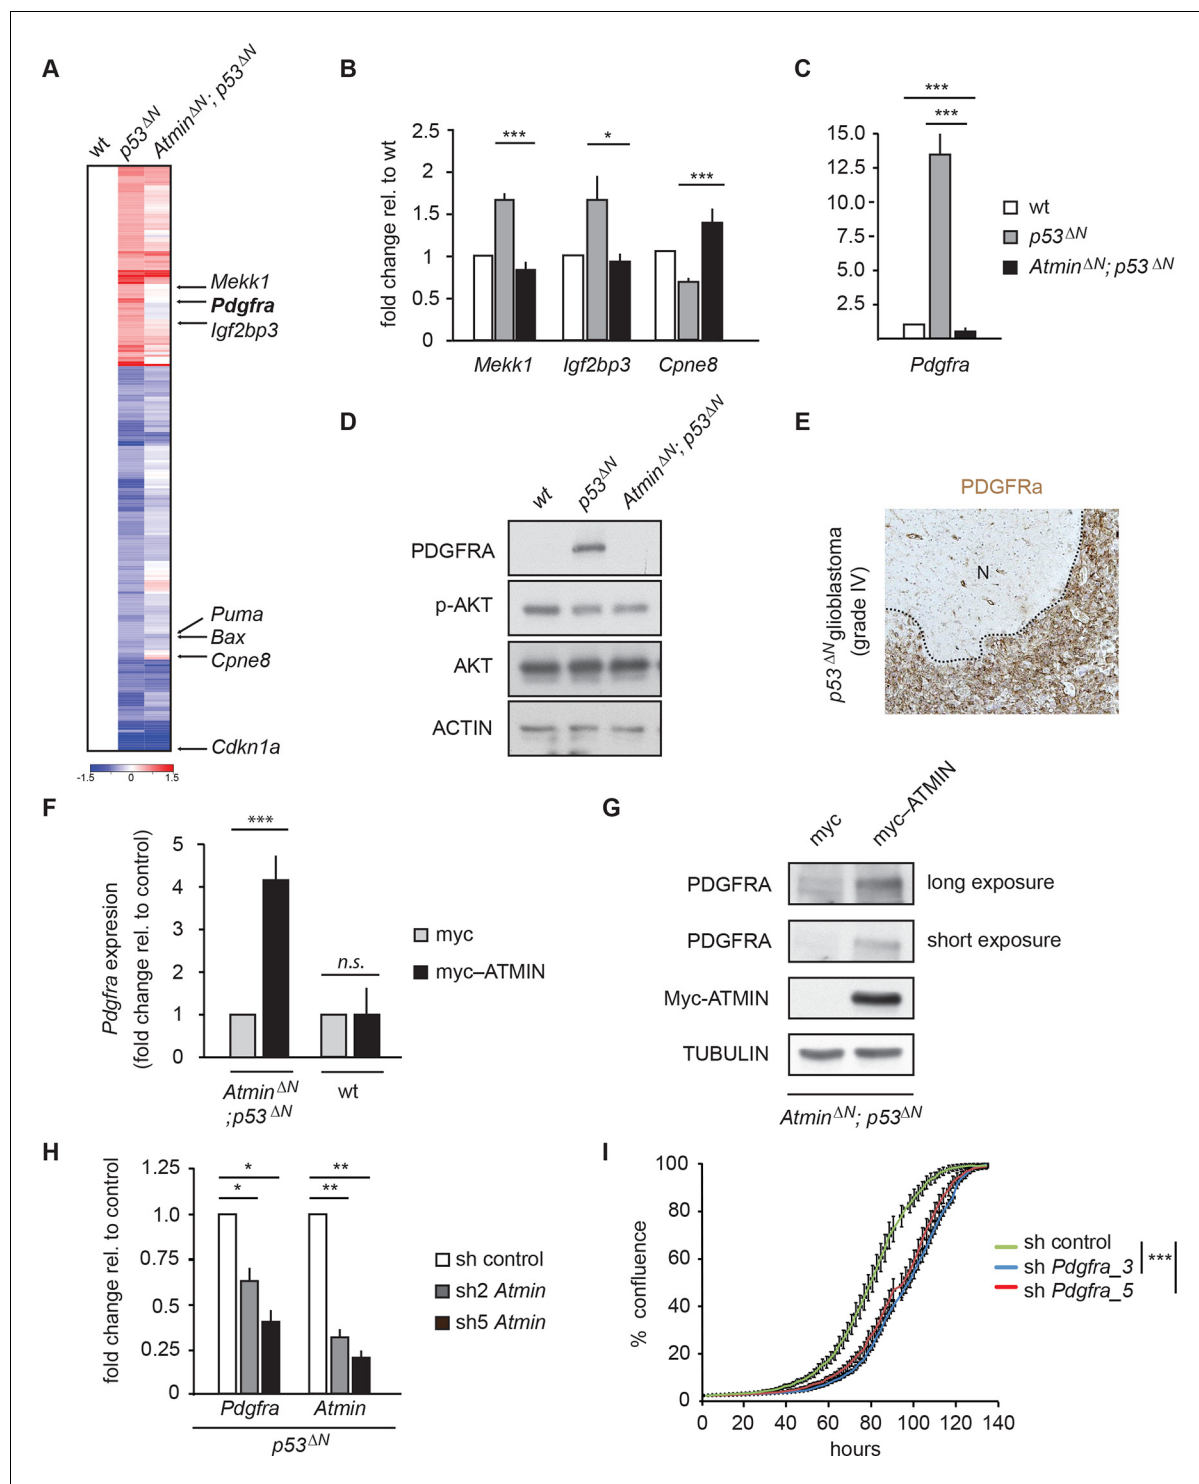 A
wt
p53ΔN
AtminΔN; p53ΔN
Mekk1
Pdgfra
Igf2bp3
Puma
Bax
Cpne8
Cdkn1a
-1.5 0 1.5
B
fold change rel. to wt
2.5
2
1.5
1
0.5
0
***
*
***
Mekk1 Igf2bp3 Cpne8
C
***
***
15.0
12.5
10.0
7.5
5.0
2.5
Pdgfra
wt
p53ΔN
AtminΔN; p53ΔN
D
wt
p53ΔN
AtminΔN; p53ΔN
PDGFRA
p-AKT
AKT
ACTIN
E
PDGFRa
p53ΔN glioblastoma
(grade IV)
N
F
Pdgfra expresion
(fold change rel. to control)
5
4
3
2
1
0
***
n.s.
AtminΔN
;p53ΔN
wt
myc
myc–ATMIN
G
myc
myc–ATMIN
PDGFRA long exposure
PDGFRA short exposure
Myc-ATMIN
TUBULIN
AtminΔN; p53ΔN
H
fold change rel. to control
1.25
1.0
0.75
0.5
0.25
0
*
*
**
**
Pdgfra Atmin
p53ΔN
sh control
sh2 Atmin
sh5 Atmin
I
% confluence
100
80
60
40
20
0
0 20 40 60 80 100 120 140
hours
sh control
sh Pdgfra_3
sh Pdgfra_5
***